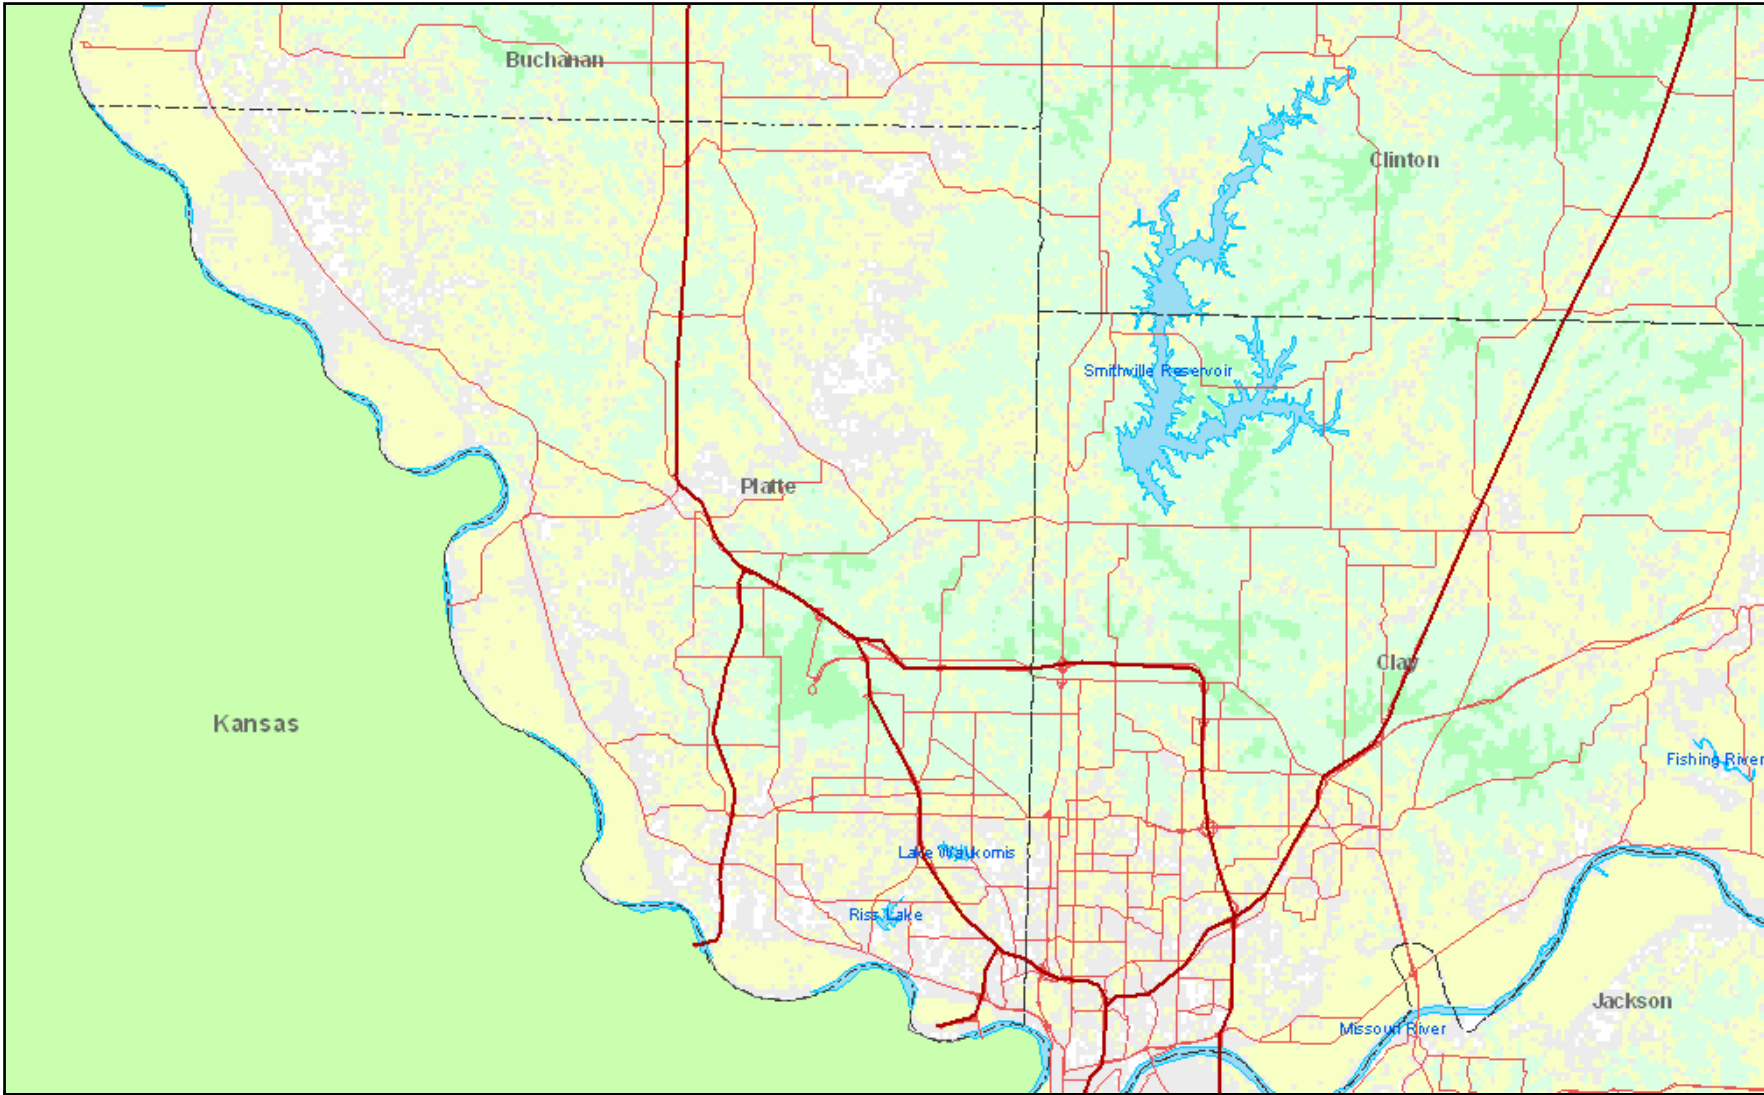 Buchanan
Clinton
Smithville Reservoir
Platte
Clay
Kansas
Fishing River
Lake Waukomis
Riss Lake
Jackson
Missouri River